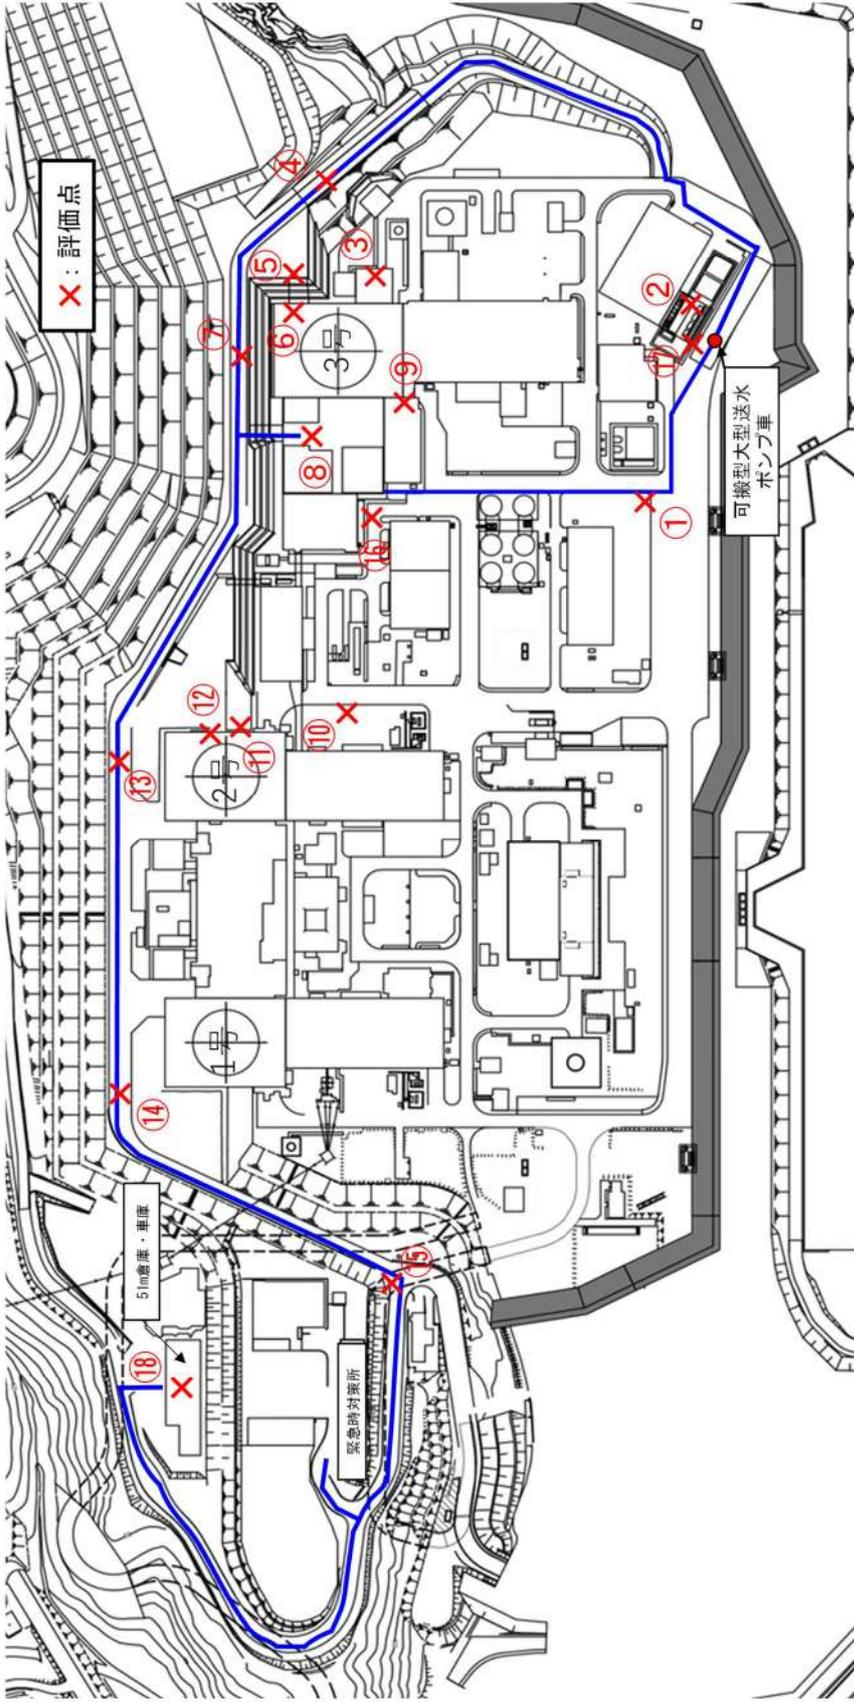 ×：評価点
①
②
③
④
⑤
⑥
⑦
⑧
⑨
⑩
⑪
⑫
⑬
⑭
⑮
⑯
⑰
⑱
1号
2号
3号
51m倉庫・車庫
緊急時対策所
可搬型大型送水
ポンプ車